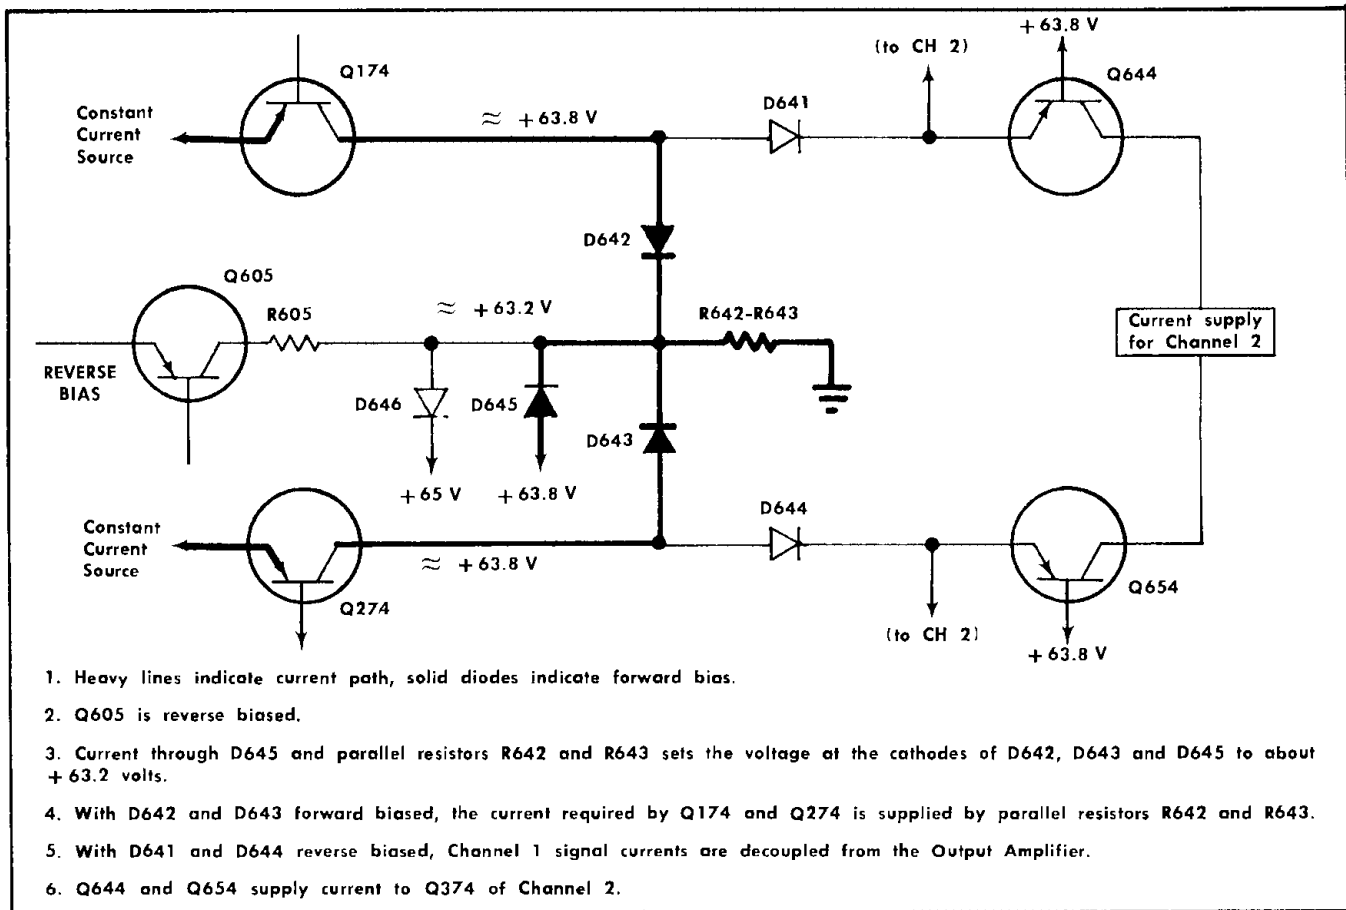 +63.8 V
(to CH 2)
Q174
Q644
D641
Constant
Current
Source
≈ +63.8 V
D642
Q605
R605
≈ +63.2 V
R642-R643
Current supply
for Channel 2
REVERSE
BIAS
D646
D645
D643
+65 V
+63.8 V
D644
Constant
Current
Source
≈ +63.8 V
Q274
Q654
(to CH 2)
+63.8 V
1. Heavy lines indicate current path, solid diodes indicate forward bias.
2. Q605 is reverse biased.
3. Current through D645 and parallel resistors R642 and R643 sets the voltage at the cathodes of D642, D643 and D645 to about
+63.2 volts.
4. With D642 and D643 forward biased, the current required by Q174 and Q274 is supplied by parallel resistors R642 and R643.
5. With D641 and D644 reverse biased, Channel 1 signal currents are decoupled from the Output Amplifier.
6. Q644 and Q654 supply current to Q374 of Channel 2.